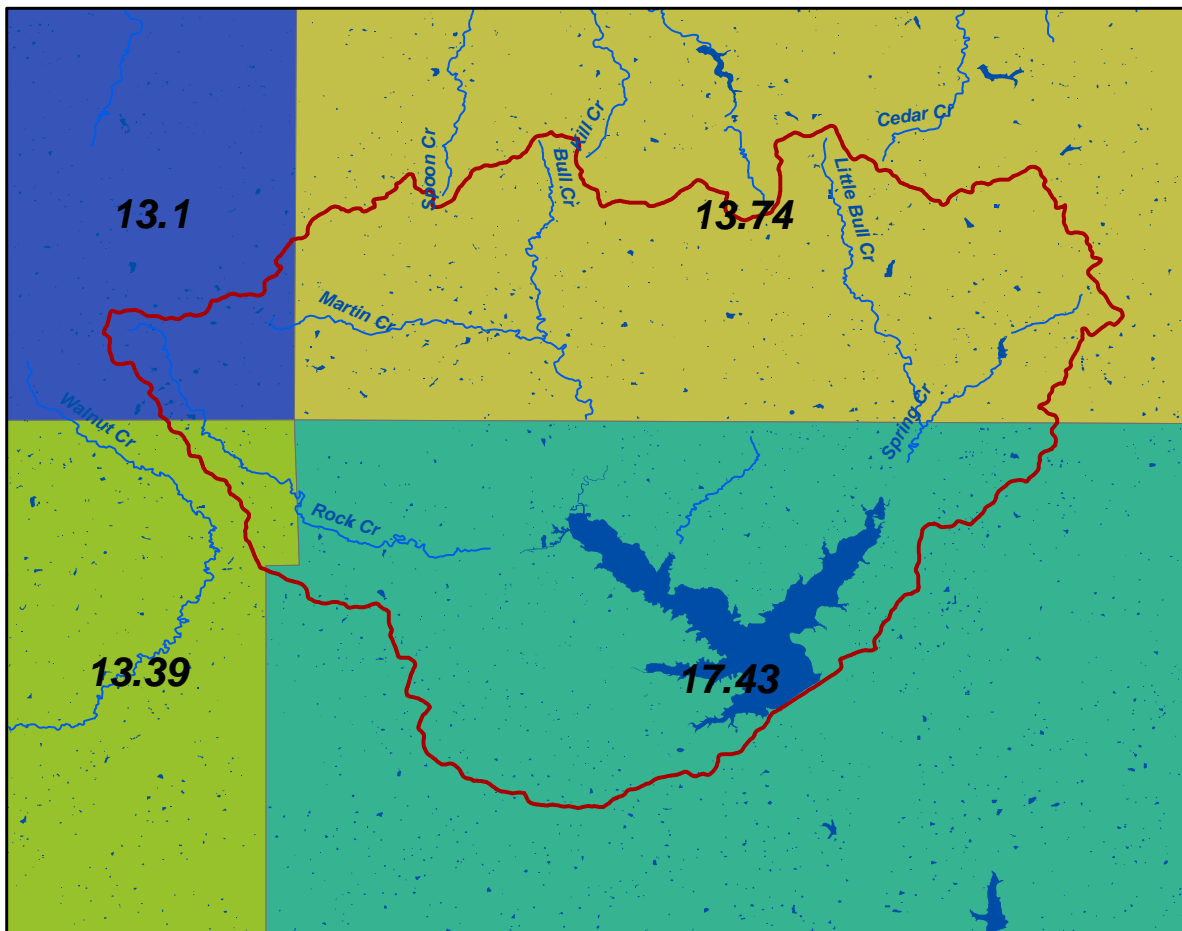 Cedar Cr
Kill Cr
Spoon Cr
Bull Cr
Little Bull Cr
13.1
13.74
Martin Cr
Walnut Cr
Spring Cr
Rock Cr
13.39
17.43